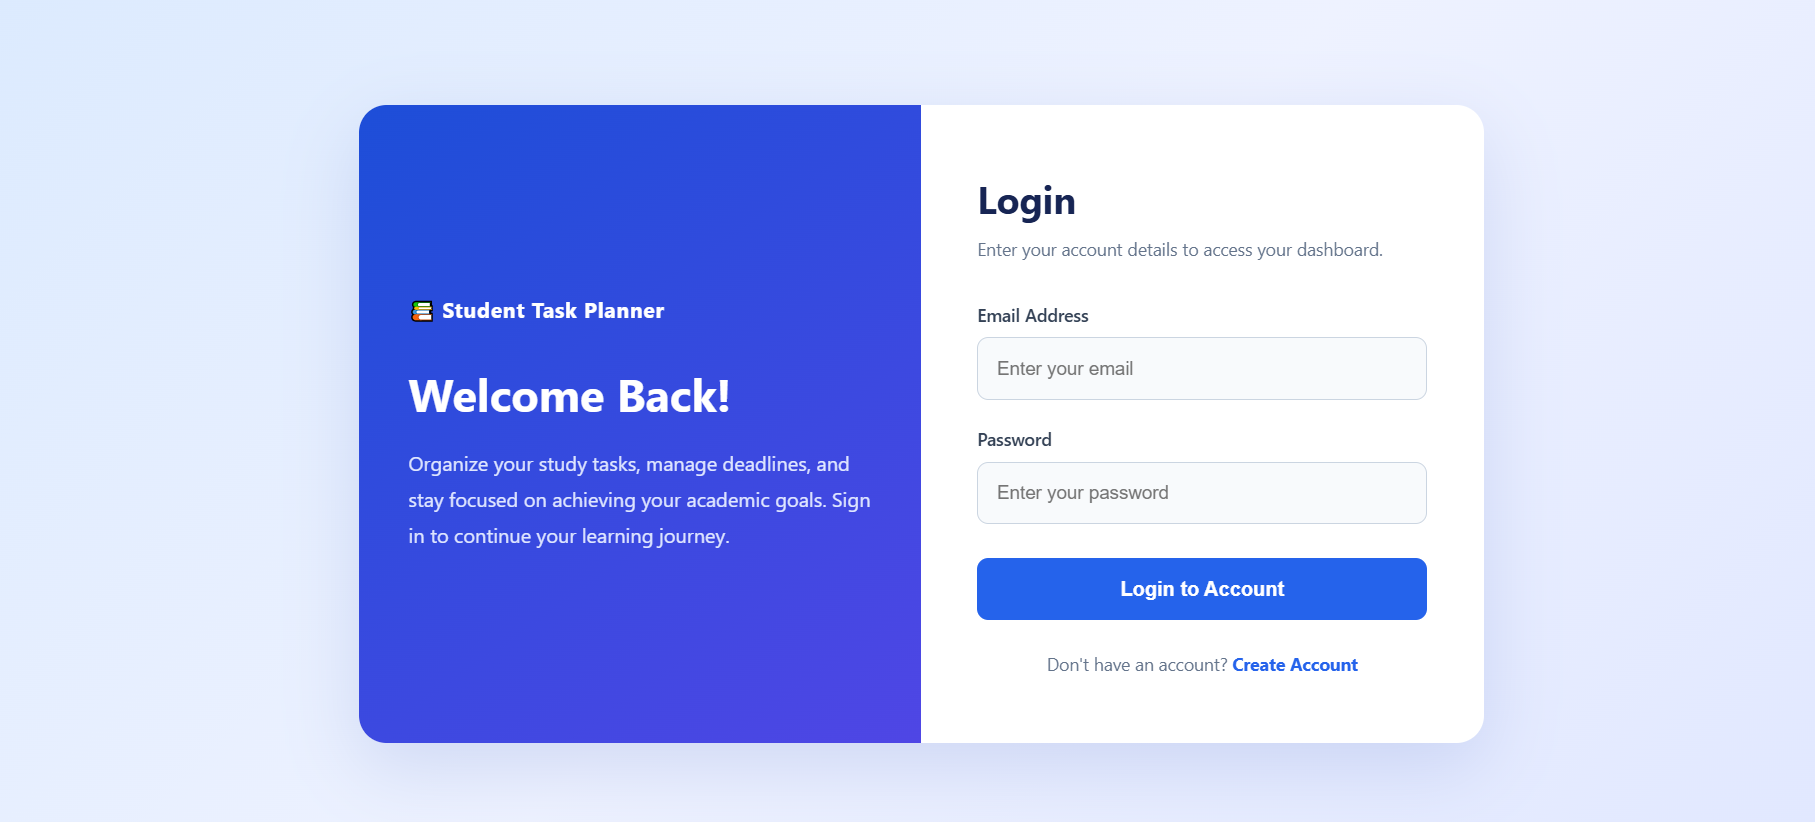 📚 Student Task Planner
Welcome Back!
Organize your study tasks, manage deadlines, and
stay focused on achieving your academic goals. Sign
in to continue your learning journey.
Login
Enter your account details to access your dashboard.
Email Address
Enter your email
Password
Enter your password
Login to Account
Don't have an account? Create Account